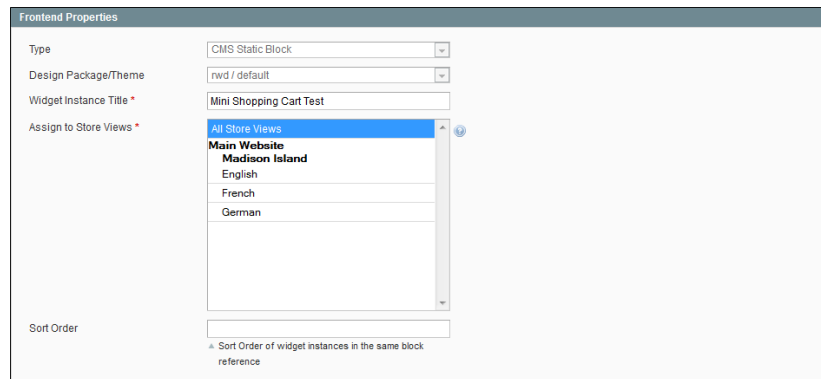 Frontend Properties
Type
CMS Static Block
Design Package/Theme
rwd / default
Widget Instance Title *
Mini Shopping Cart Test
Assign to Store Views *
All Store Views
Main Website
Madison Island
English
French
German
Sort Order
Sort Order of widget instances in the same block
reference